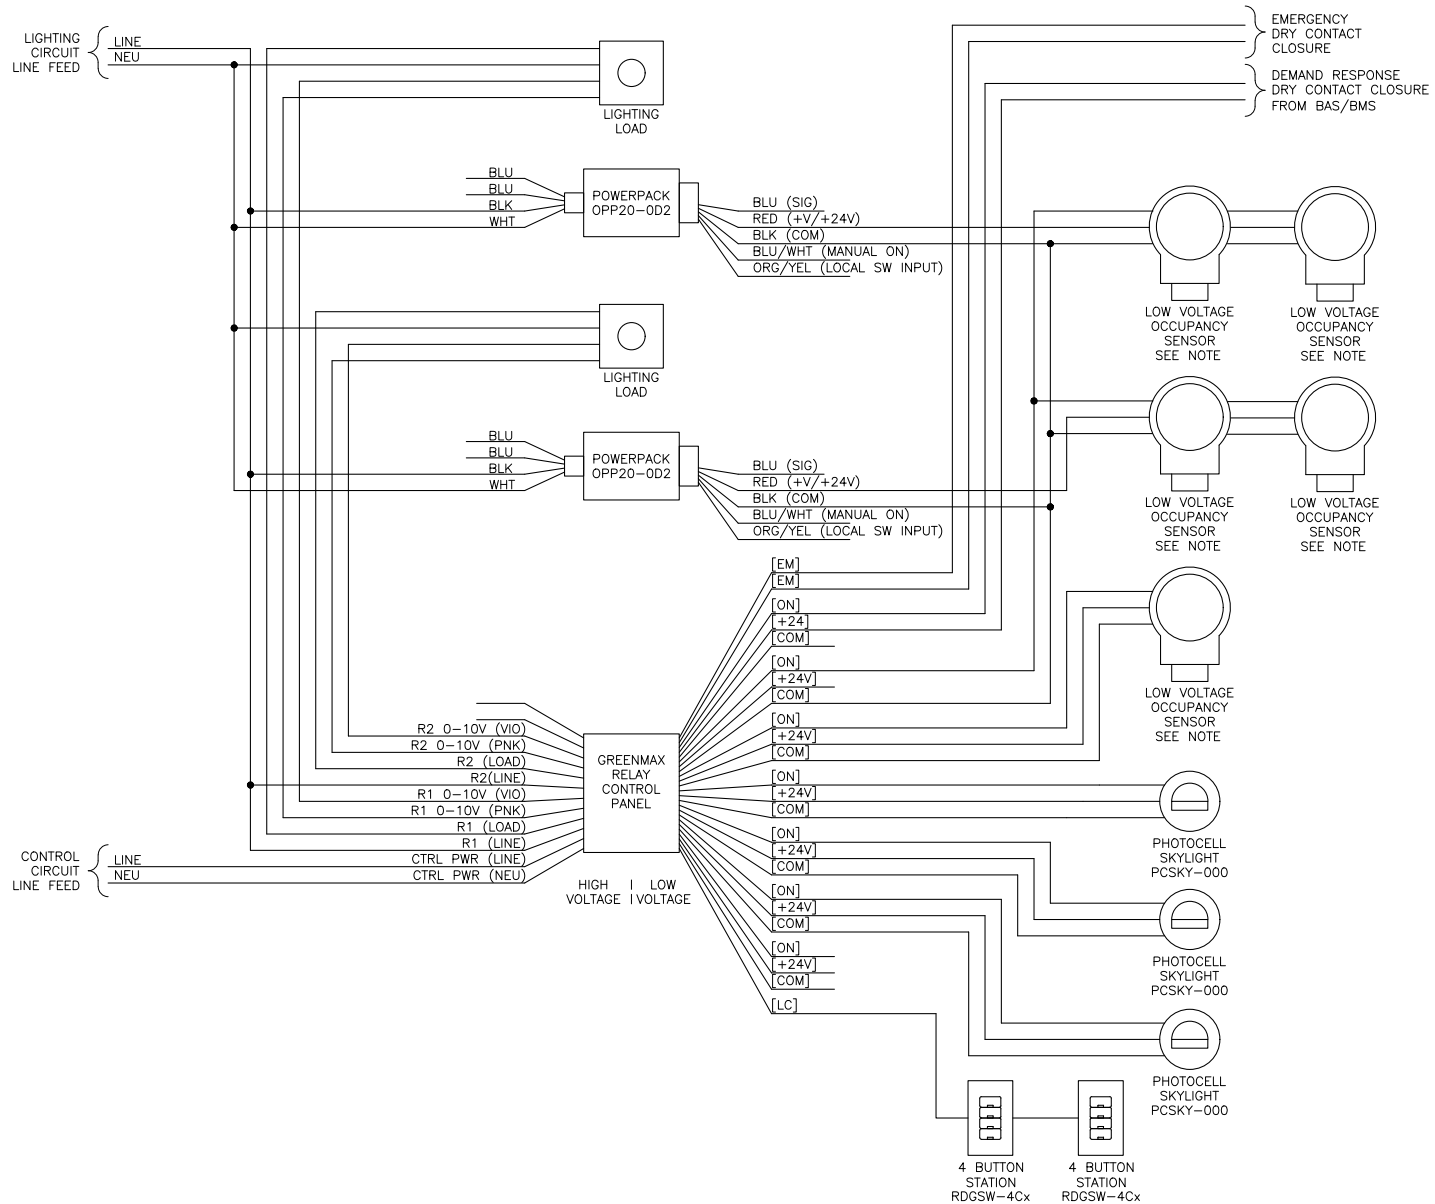 LIGHTING
CIRCUIT
LINE FEED
LINE
NEU
LIGHTING
LOAD
EMERGENCY
DRY CONTACT
CLOSURE
DEMAND RESPONSE
DRY CONTACT CLOSURE
FROM BAS/BMS
BLU
BLU
BLK
WHT
POWERPACK
OPP20-0D2
BLU (SIG)
RED (+V/+24V)
BLK (COM)
BLU/WHT (MANUAL ON)
ORG/YEL (LOCAL SW INPUT)
LOW VOLTAGE
OCCUPANCY
SENSOR
SEE NOTE
LOW VOLTAGE
OCCUPANCY
SENSOR
SEE NOTE
LIGHTING
LOAD
BLU
BLU
BLK
WHT
POWERPACK
OPP20-0D2
BLU (SIG)
RED (+V/+24V)
BLK (COM)
BLU/WHT (MANUAL ON)
ORG/YEL (LOCAL SW INPUT)
LOW VOLTAGE
OCCUPANCY
SENSOR
SEE NOTE
LOW VOLTAGE
OCCUPANCY
SENSOR
SEE NOTE
[EM]
[EM]
[ON]
[+24]
[COM]
[ON]
[+24V]
[COM]
[ON]
[+24V]
[COM]
[ON]
[+24V]
[COM]
[ON]
[+24V]
[COM]
[ON]
[+24V]
[COM]
[ON]
[+24V]
[COM]
[LC]
LOW VOLTAGE
OCCUPANCY
SENSOR
SEE NOTE
R2 0-10V (VIO)
R2 0-10V (PNK)
R2 (LOAD)
R2(LINE)
R1 0-10V (VIO)
R1 0-10V (PNK)
R1 (LOAD)
R1 (LINE)
CTRL PWR (LINE)
CTRL PWR (NEU)
GREENMAX
RELAY
CONTROL
PANEL
HIGH | LOW
VOLTAGE | VOLTAGE
CONTROL
CIRCUIT
LINE FEED
LINE
NEU
PHOTOCELL
SKYLIGHT
PCSKY-000
PHOTOCELL
SKYLIGHT
PCSKY-000
PHOTOCELL
SKYLIGHT
PCSKY-000
4 BUTTON
STATION
RDGSW-4Cx
4 BUTTON
STATION
RDGSW-4Cx